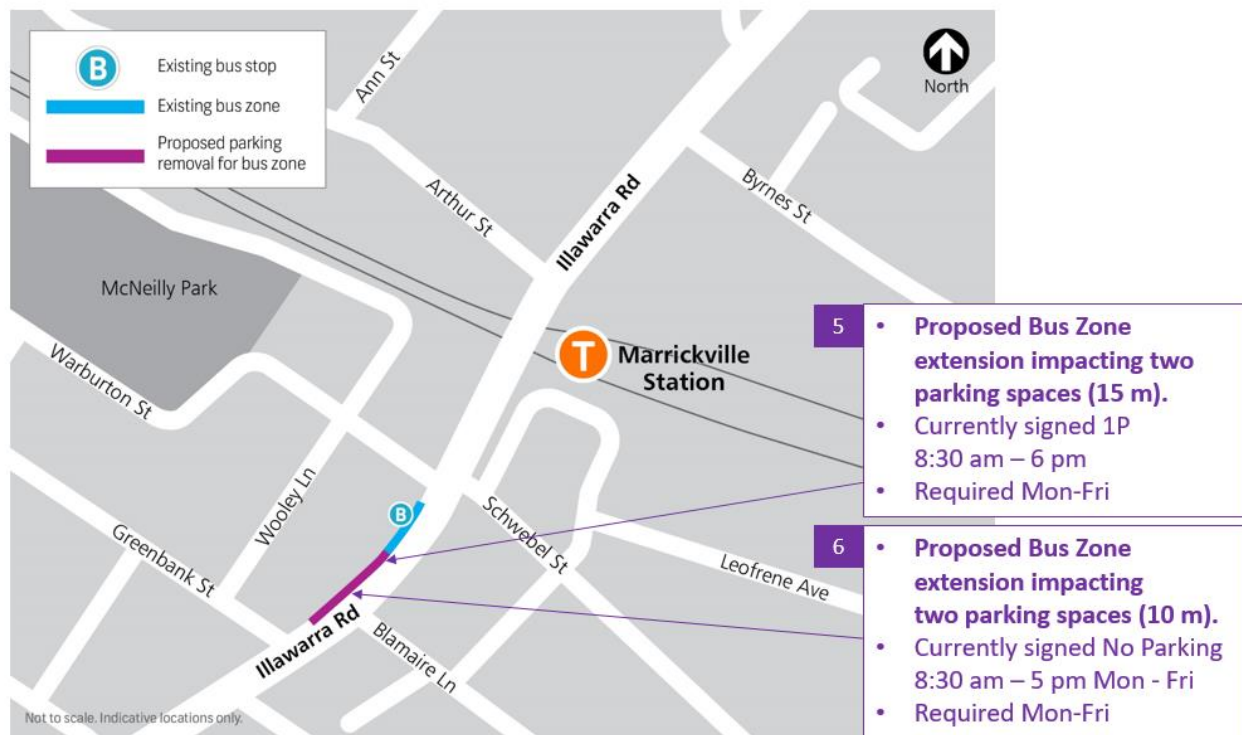 B
Existing bus stop
Existing bus zone
Proposed parking
removal for bus zone
North
Ann St
Arthur St
Illawarra Rd
Byrnes St
McNeilly Park
T
Marrickville
Station
Warburton St
Wooley Ln
Greenbank St
B
Schwebel St
Leofrene Ave
Illawarra Rd
Blamaire Ln
Not to scale. Indicative locations only.
5
• Proposed Bus Zone
extension impacting two
parking spaces (15 m).
• Currently signed 1P
8:30 am – 6 pm
• Required Mon-Fri
6
• Proposed Bus Zone
extension impacting
two parking spaces (10 m).
• Currently signed No Parking
8:30 am – 5 pm Mon - Fri
• Required Mon-Fri